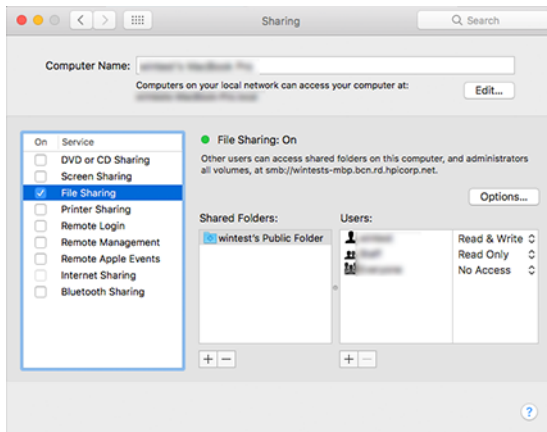 Sharing
Search
Computer Name:
Computers on your local network can access your computer at:
Edit...
On Service
DVD or CD Sharing
Screen Sharing
File Sharing
Printer Sharing
Remote Login
Remote Management
Remote Apple Events
Internet Sharing
Bluetooth Sharing
File Sharing: On
Other users can access shared folders on this computer, and administrators
all volumes, at smb://wintests-mbp.bcn.rd.hpicorp.net.
Options...
Shared Folders:
wintest's Public Folder
Users:
Read & Write
Read Only
No Access
+ −
+ −
?